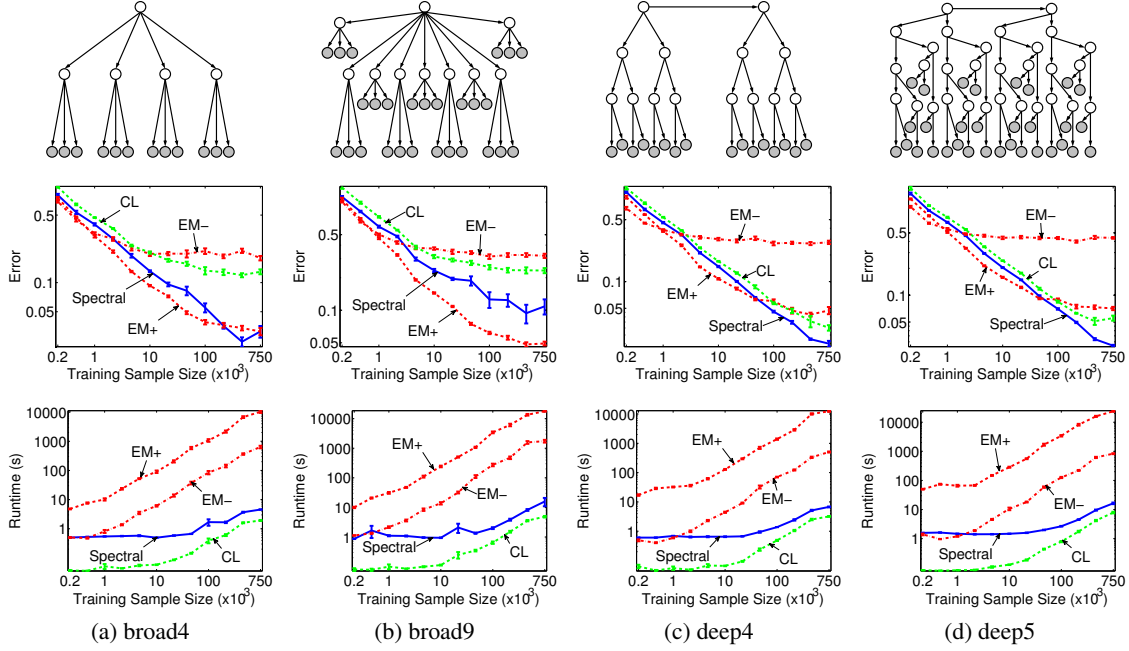 0.5
0.1
0.05
Error
CL
EM−
Spectral
EM+
0.2 1 10 100 750
Training Sample Size (x10³)
0.5
0.1
0.05
Error
CL
EM−
Spectral
EM+
0.2 1 10 100 750
Training Sample Size (x10³)
0.5
0.1
0.05
Error
EM−
CL
EM+
Spectral
0.2 1 10 100 750
Training Sample Size (x10³)
0.5
0.1
0.05
Error
EM−
CL
EM+
Spectral
0.2 1 10 100 750
Training Sample Size (x10³)
10000
1000
100
10
1
Runtime (s)
EM+
EM−
Spectral
CL
0.2 1 10 100 750
Training Sample Size (x10³)
10000
1000
100
10
1
Runtime (s)
EM+
EM−
Spectral
CL
0.2 1 10 100 750
Training Sample Size (x10³)
10000
1000
100
10
1
Runtime (s)
EM+
EM−
Spectral
CL
0.2 1 10 100 750
Training Sample Size (x10³)
10000
1000
100
10
1
Runtime (s)
EM+
EM−
Spectral
CL
0.2 1 10 100 750
Training Sample Size (x10³)
(a) broad4
(b) broad9
(c) deep4
(d) deep5